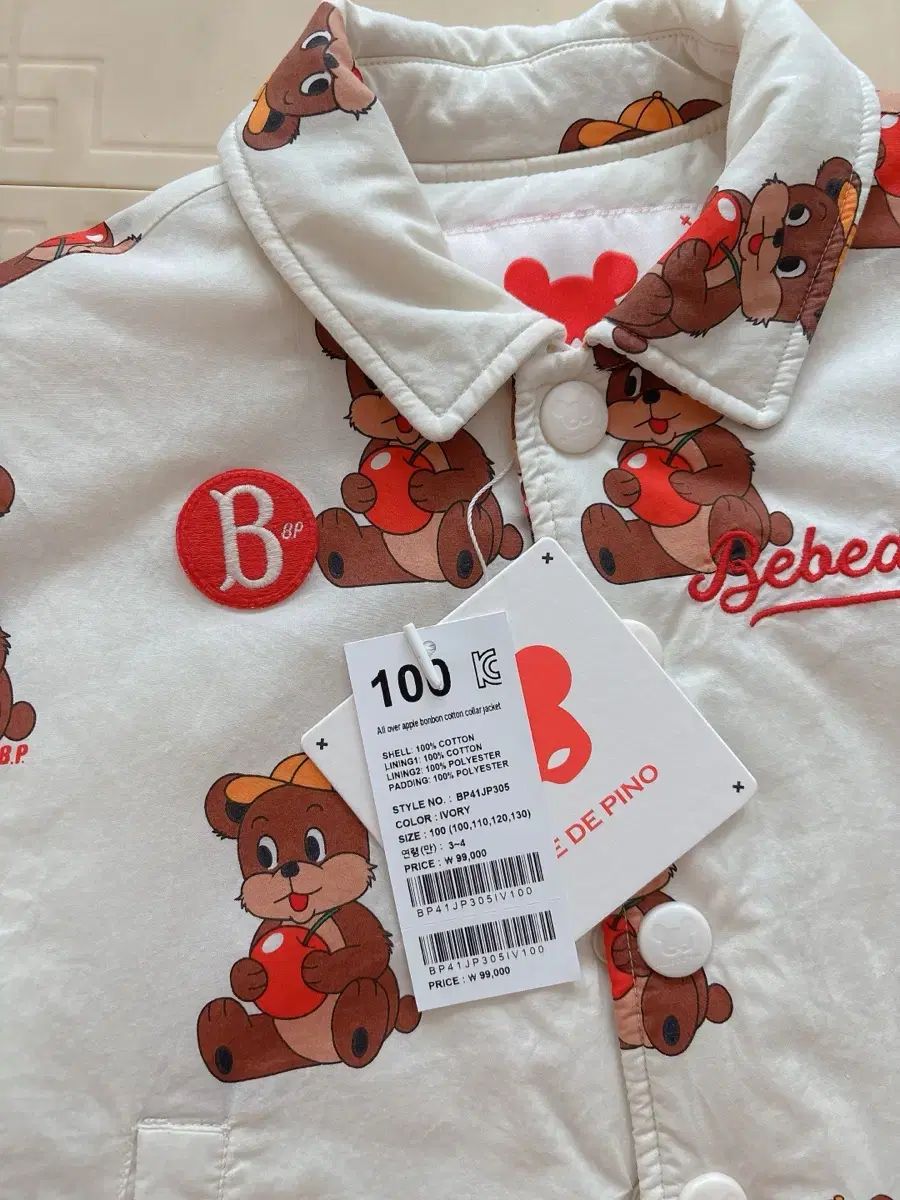 B
BP
Bebed
B.P.
100
All over apple bonbon cotton collar jacket
SHELL: 100% COTTON
LINING1: 100% COTTON
LINING2: 100% POLYESTER
PADDING: 100% POLYESTER
STYLE NO. : BP41JP305
COLOR : IVORY
SIZE : 100 (100,110,120,130)
연령(만) : 3~4
PRICE : ₩ 99,000
BP41JP305IV100
BP41JP305IV100
PRICE : ₩ 99,000
E DE PINO